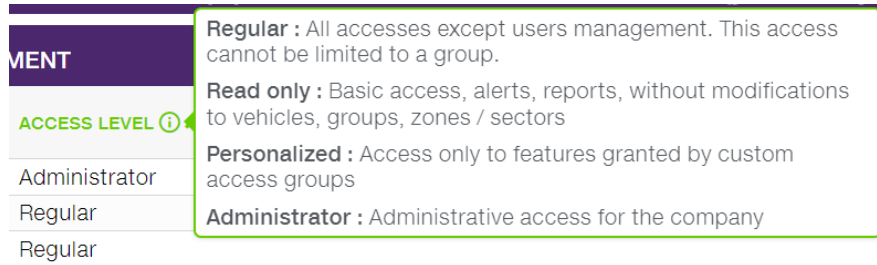 MENT
ACCESS LEVEL
Administrator
Regular
Regular
Regular : All accesses except users management. This access
cannot be limited to a group.
Read only : Basic access, alerts, reports, without modifications
to vehicles, groups, zones / sectors
Personalized : Access only to features granted by custom
access groups
Administrator : Administrative access for the company